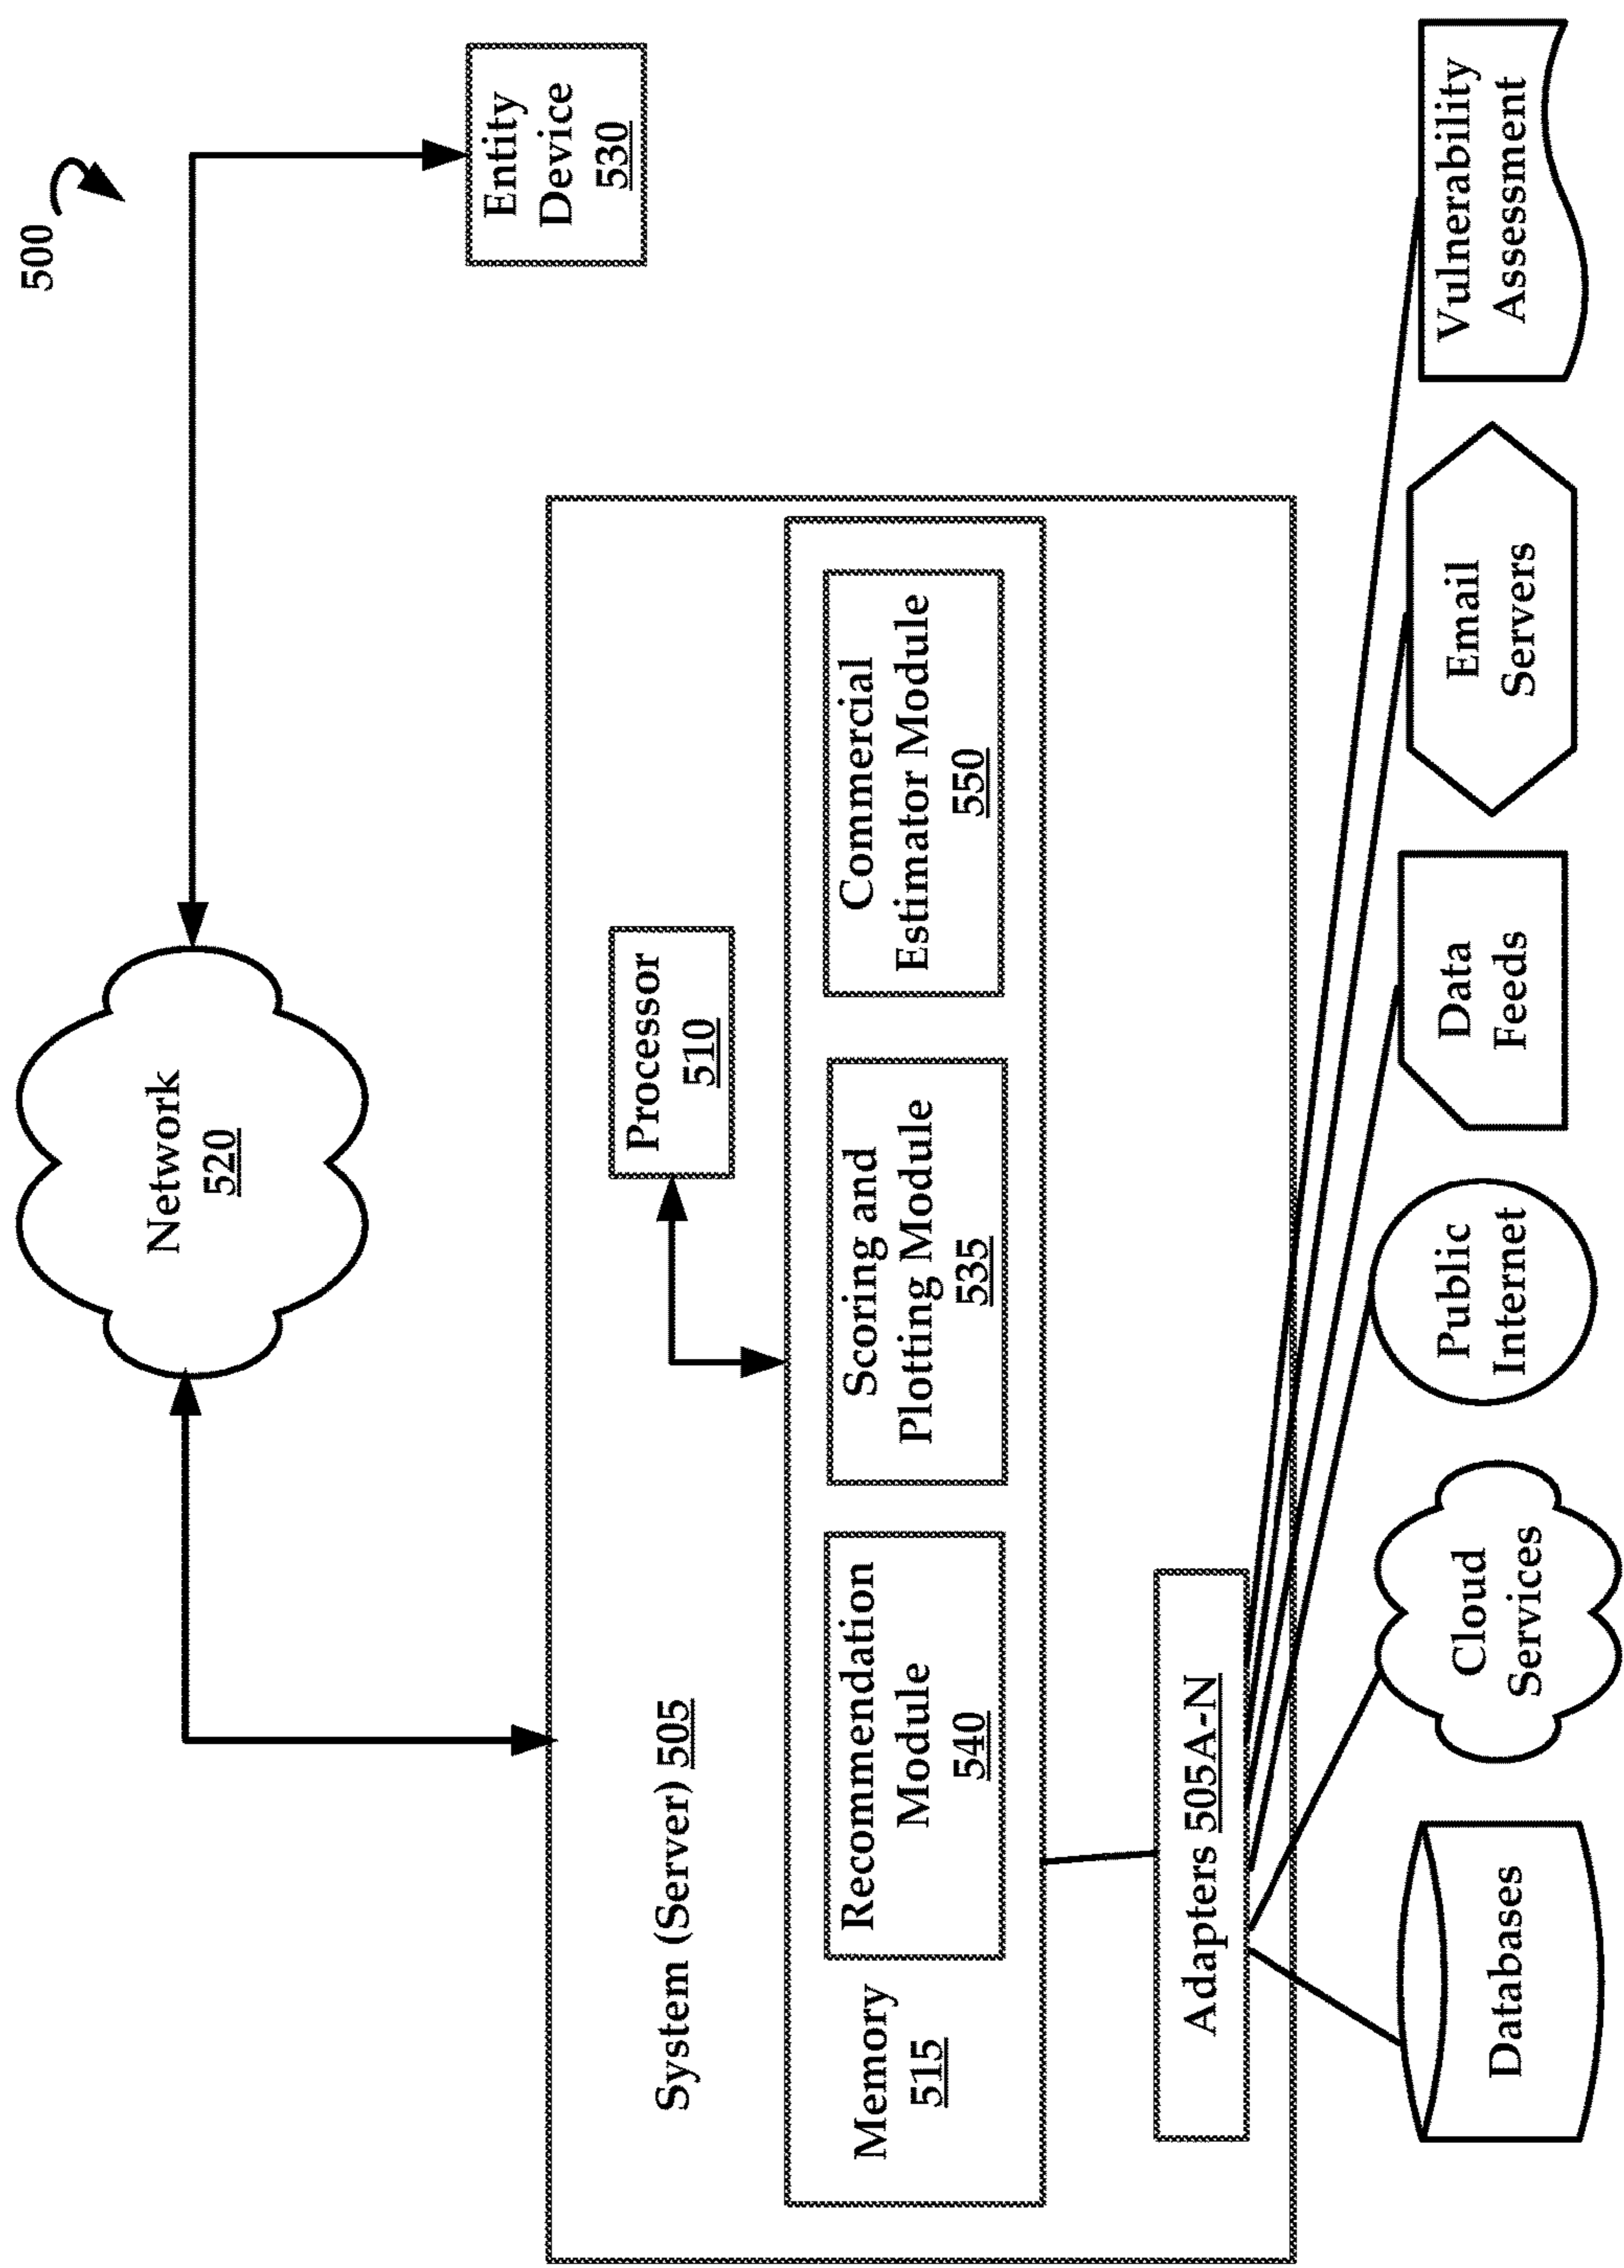 500
Network
520
Entity
Device
530
System (Server) 505
Processor
510
Memory
515
Recommendation
Module
540
Scoring and
Plotting Module
535
Commercial
Estimator Module
550
Adapters 505A-N
Databases
Cloud
Services
Public
Internet
Data
Feeds
Email
Servers
Vulnerability
Assessment